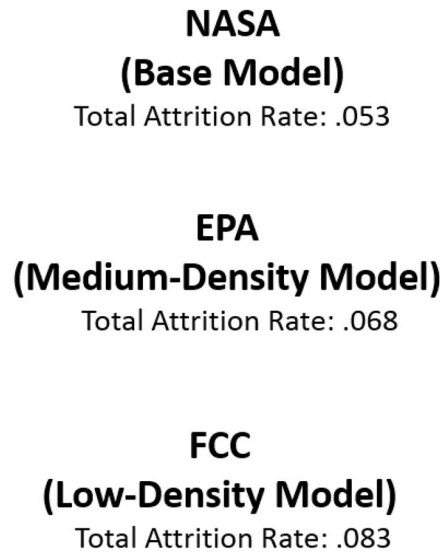 NASA
(Base Model)
Total Attrition Rate: .053
EPA
(Medium-Density Model)
Total Attrition Rate: .068
FCC
(Low-Density Model)
Total Attrition Rate: .083